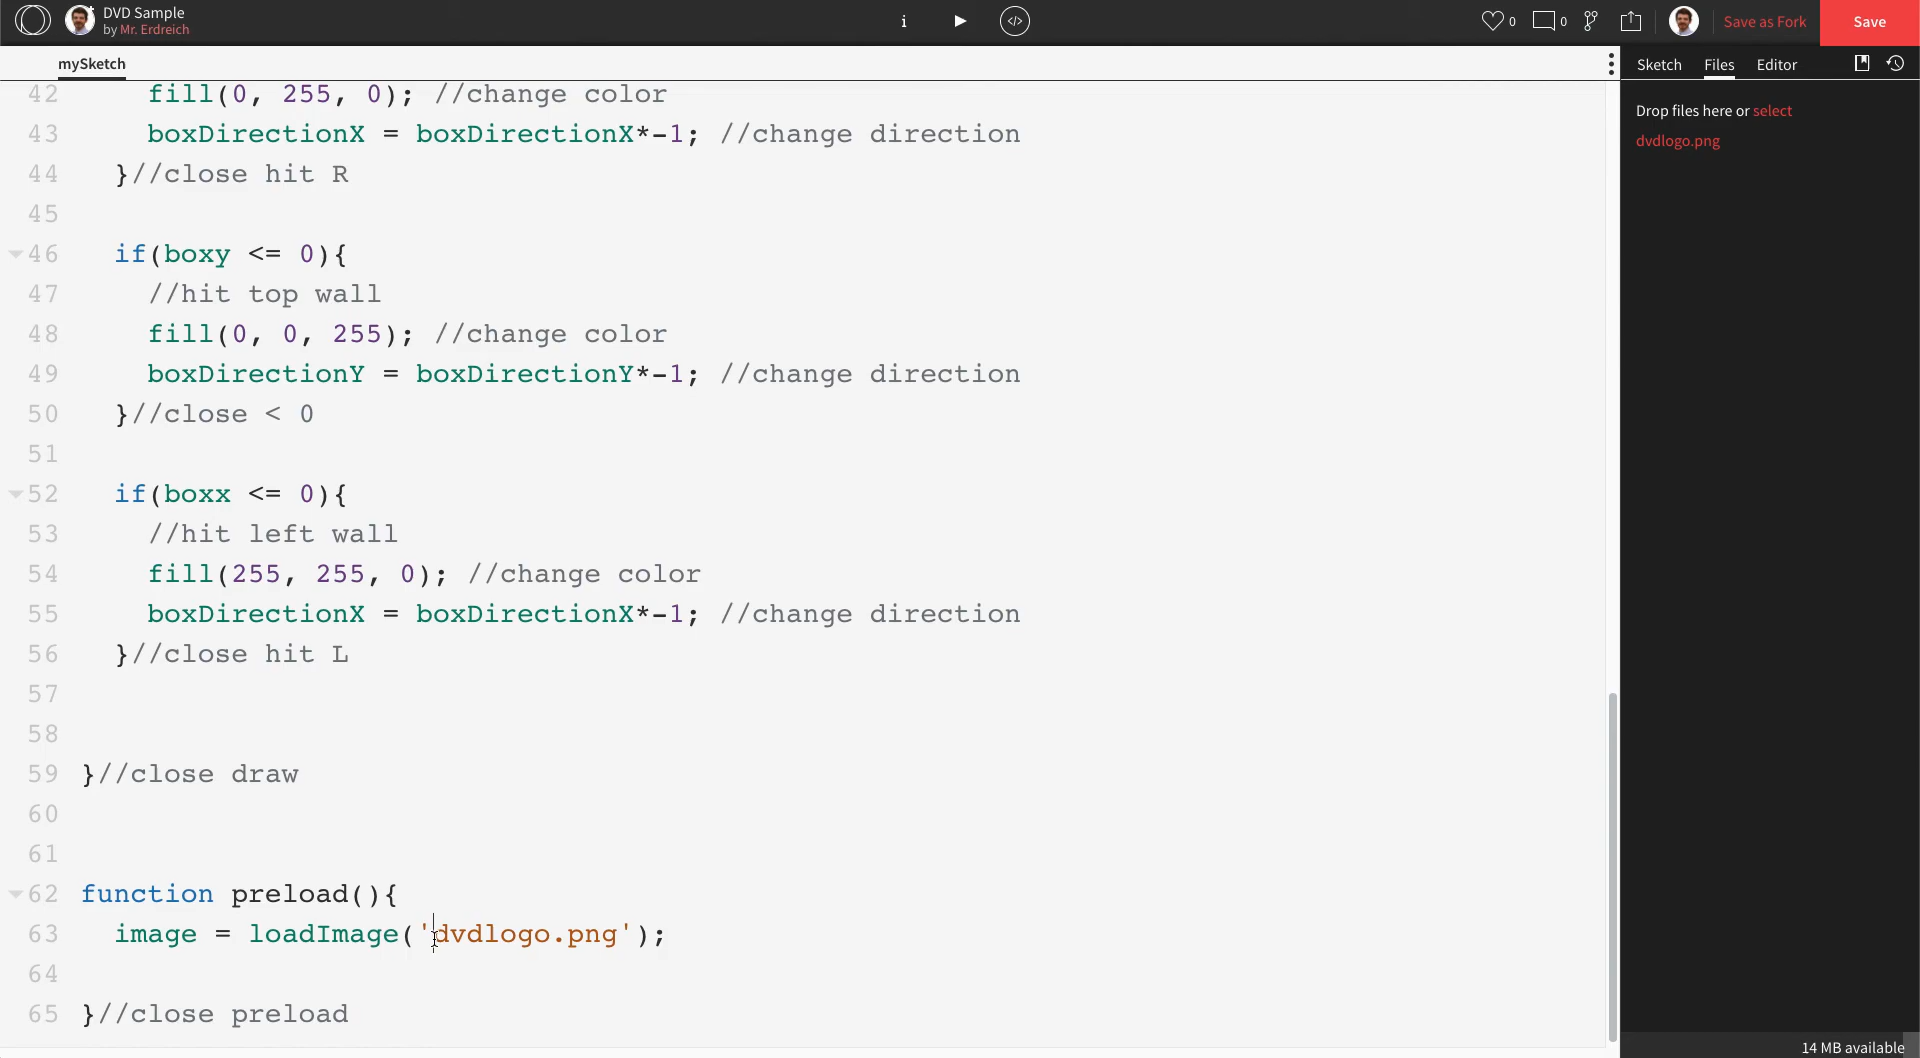 DVD Sample
by Mr. Erdreich
i
</>
0
0
Save as Fork
Save
mySketch
Sketch
Files
Editor
42 fill(0, 255, 0); //change color
43 boxDirectionX = boxDirectionX*-1; //change direction
44 }//close hit R
45
46 if(boxy <= 0){
47 //hit top wall
48 fill(0, 0, 255); //change color
49 boxDirectionY = boxDirectionY*-1; //change direction
50 }//close < 0
51
52 if(boxx <= 0){
53 //hit left wall
54 fill(255, 255, 0); //change color
55 boxDirectionX = boxDirectionX*-1; //change direction
56 }//close hit L
57
58
59 }//close draw
60
61
62 function preload(){
63 image = loadImage('dvdlogo.png');
64
65 }//close preload
Drop files here or select
dvdlogo.png
14 MB available